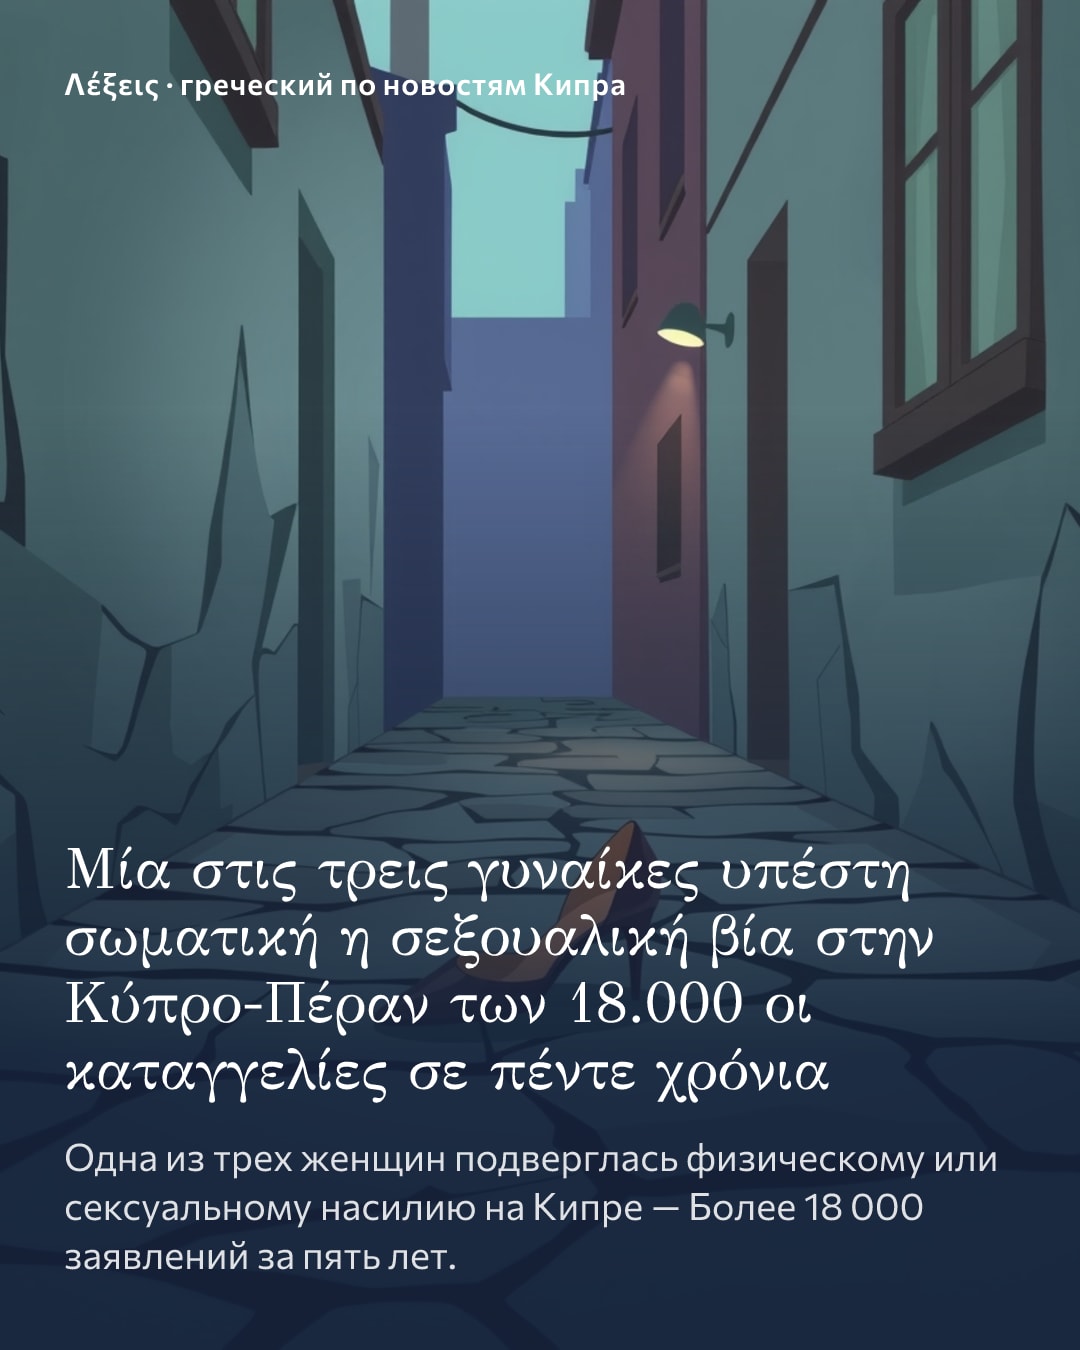 Λέξεις · греческий по новостям Кипра
Μία στις τρεις γυναίκες υπέστη
σωματική η σεξουαλική βία στην
Κύπρο-Πέραν των 18.000 οι
καταγγελίες σε πέντε χρόνια
Одна из трех женщин подверглась физическому или
сексуальному насилию на Кипре — Более 18 000
заявлений за пять лет.